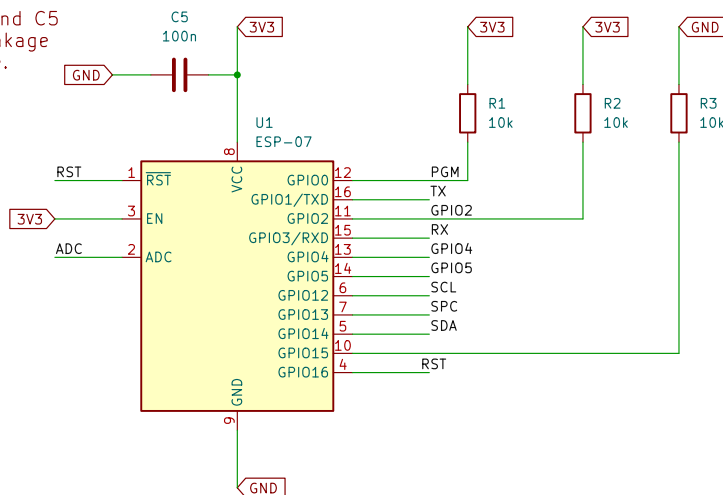 nd C5
kage
C5
100n
3V3
3V3
3V3
GND
GND
R1
10k
R2
10k
R3
10k
U1
ESP-07
8
VCC
RST 1 RST
3V3 3 EN
ADC 2 ADC
GPIO0 12 PGM
GPIO1/TXD 16 TX
GPIO2 11 GPIO2
GPIO3/RXD 15 RX
GPIO4 13 GPIO4
GPIO5 14 GPIO5
GPIO12 6 SCL
GPIO13 7 SPC
GPIO14 5 SDA
GPIO15 10
GPIO16 4 RST
GND
9
GND